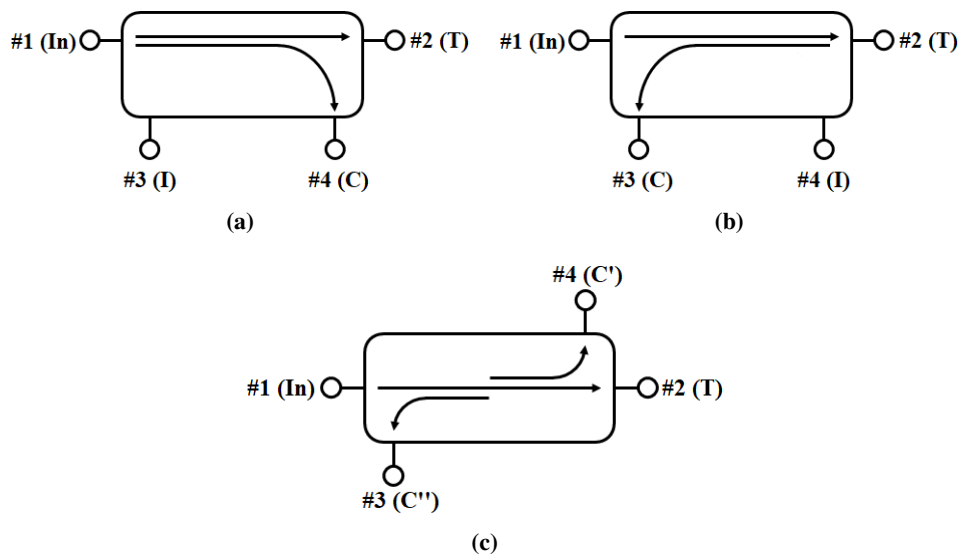 #1 (In) #2 (T) #1 (In) #2 (T)
#3 (I) #4 (C) #3 (C) #4 (I)
(a) (b)
#4 (C')
#1 (In) #2 (T)
#3 (C'')
(c)